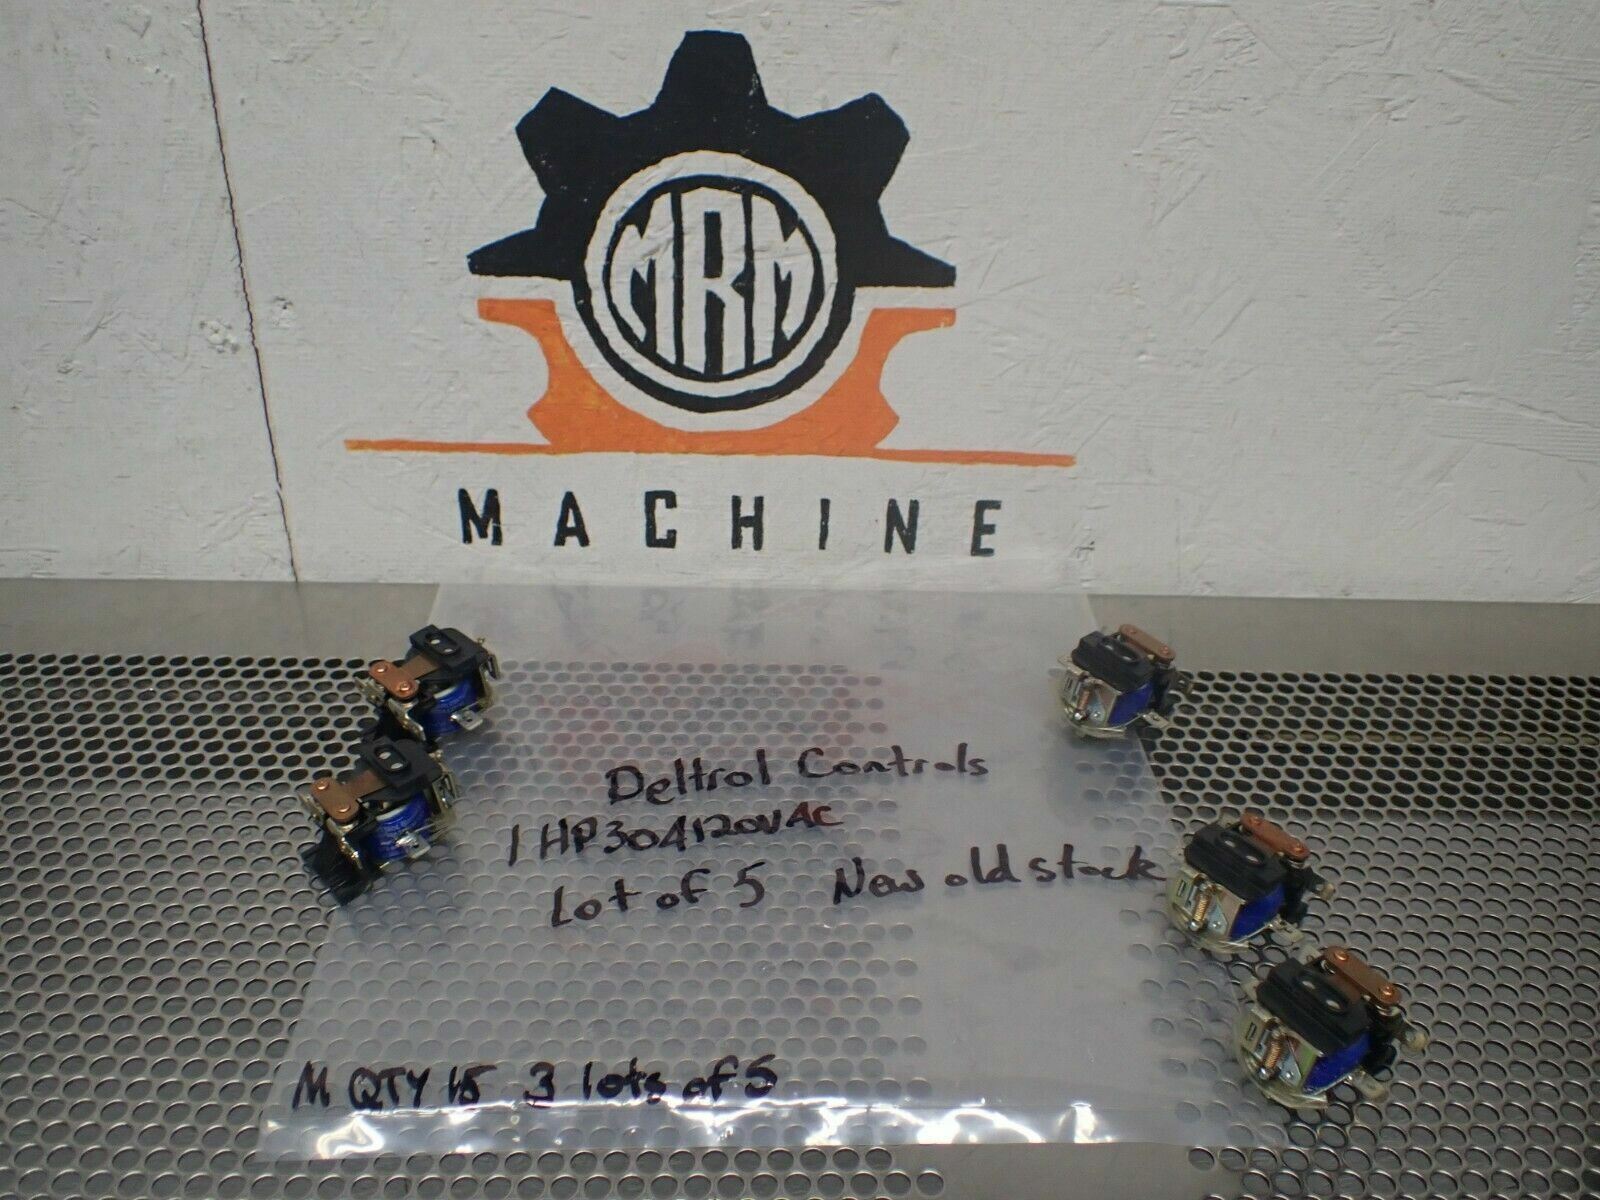 MRM
MACHINE
Deltrol Controls
1HP304120VAC
Lot of 5 New old stock
M QTY 15 3 lots of 5